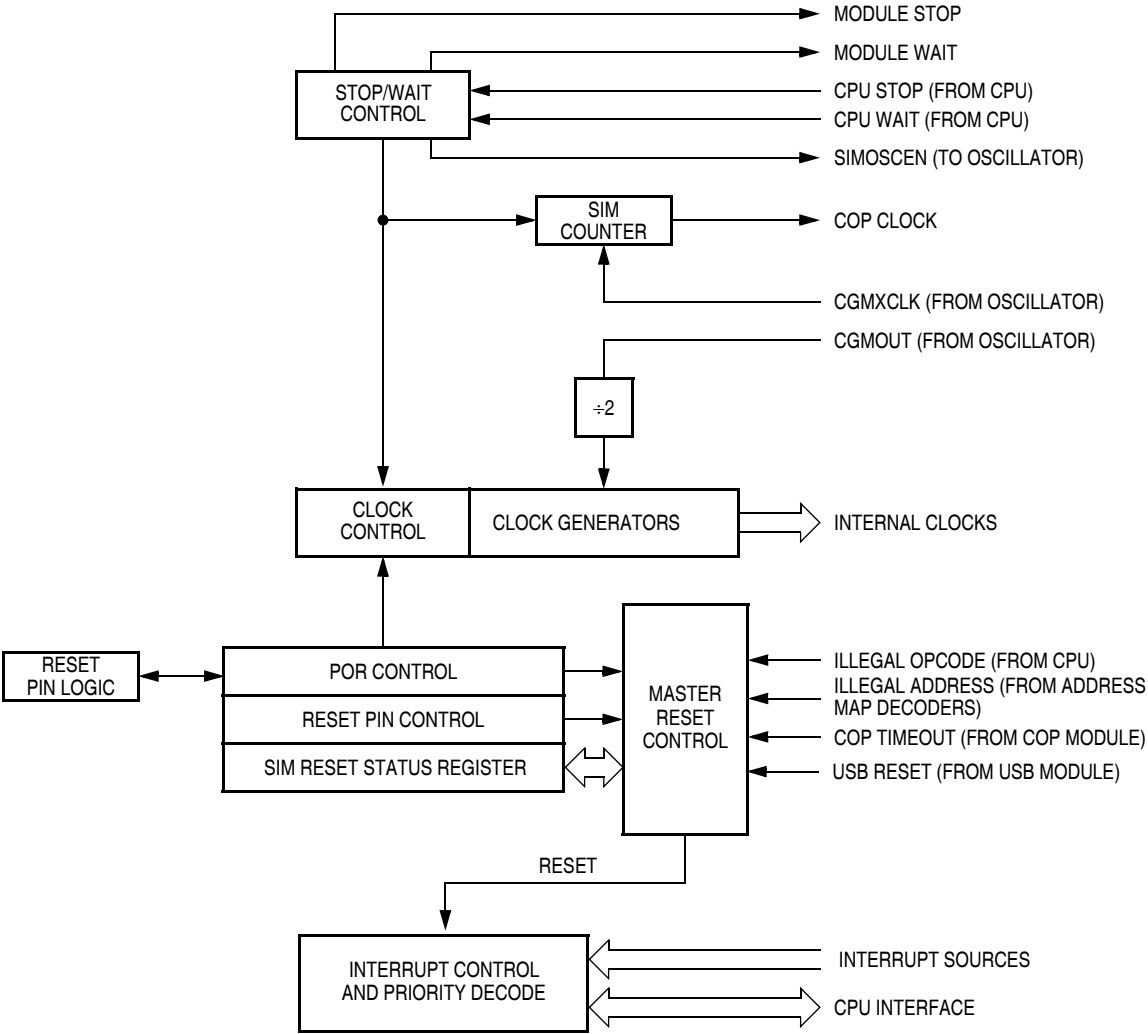 MODULE STOP
MODULE WAIT
STOP/WAIT
CONTROL
CPU STOP (FROM CPU)
CPU WAIT (FROM CPU)
SIMOSCEN (TO OSCILLATOR)
SIM
COUNTER
COP CLOCK
CGMXCLK (FROM OSCILLATOR)
CGMOUT (FROM OSCILLATOR)
÷2
CLOCK
CONTROL
CLOCK GENERATORS
INTERNAL CLOCKS
RESET
PIN LOGIC
POR CONTROL
RESET PIN CONTROL
SIM RESET STATUS REGISTER
MASTER
RESET
CONTROL
ILLEGAL OPCODE (FROM CPU)
ILLEGAL ADDRESS (FROM ADDRESS
MAP DECODERS)
COP TIMEOUT (FROM COP MODULE)
USB RESET (FROM USB MODULE)
RESET
INTERRUPT CONTROL
AND PRIORITY DECODE
INTERRUPT SOURCES
CPU INTERFACE